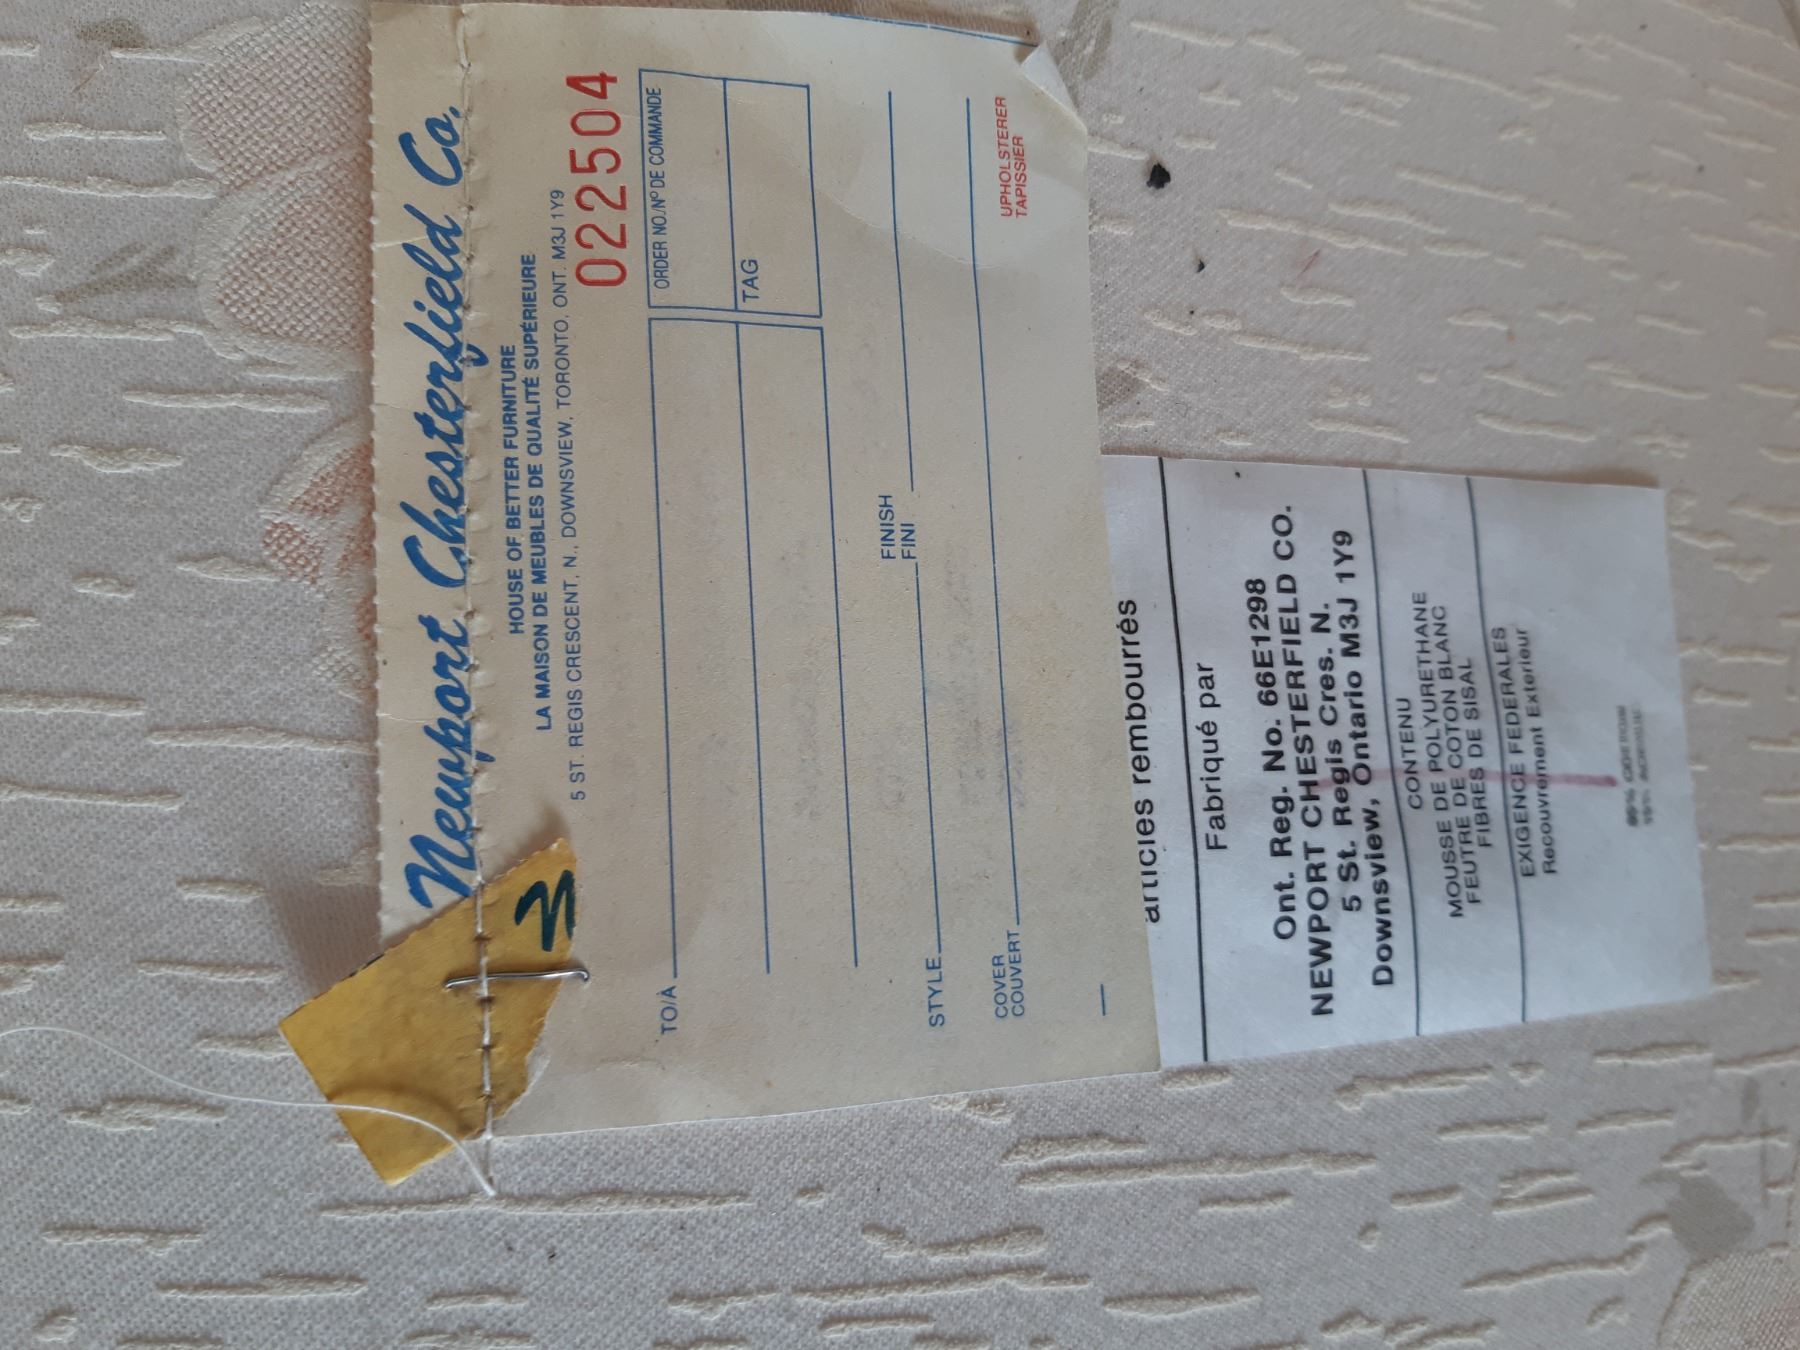 Newport Chesterfield Co.
HOUSE OF BETTER FURNITURE
LA MAISON DE MEUBLES DE QUALITÉ SUPÉRIEURE
5 ST. REGIS CRESCENT, N., DOWNSVIEW, TORONTO, ONT. M3J 1Y9
3
022504
ORDER NO./Nº DE COMMANDE
TO/À
TAG
FINISH
FINI
STYLE
COVER
COUVERT
UPHOLSTERER
TAPISSIER
articles rembourrés
Fabriqué par
Ont. Reg. No. 66E1298
NEWPORT CHESTERFIELD CO.
5 St. Regis Cres. N.
Downsview, Ontario M3J 1Y9
CONTENU
MOUSSE DE POLYURETHANE
FEUTRE DE COTON BLANC
FIBRES DE SISAL
EXIGENCE FEDERALES
Recouvrement Exterieur